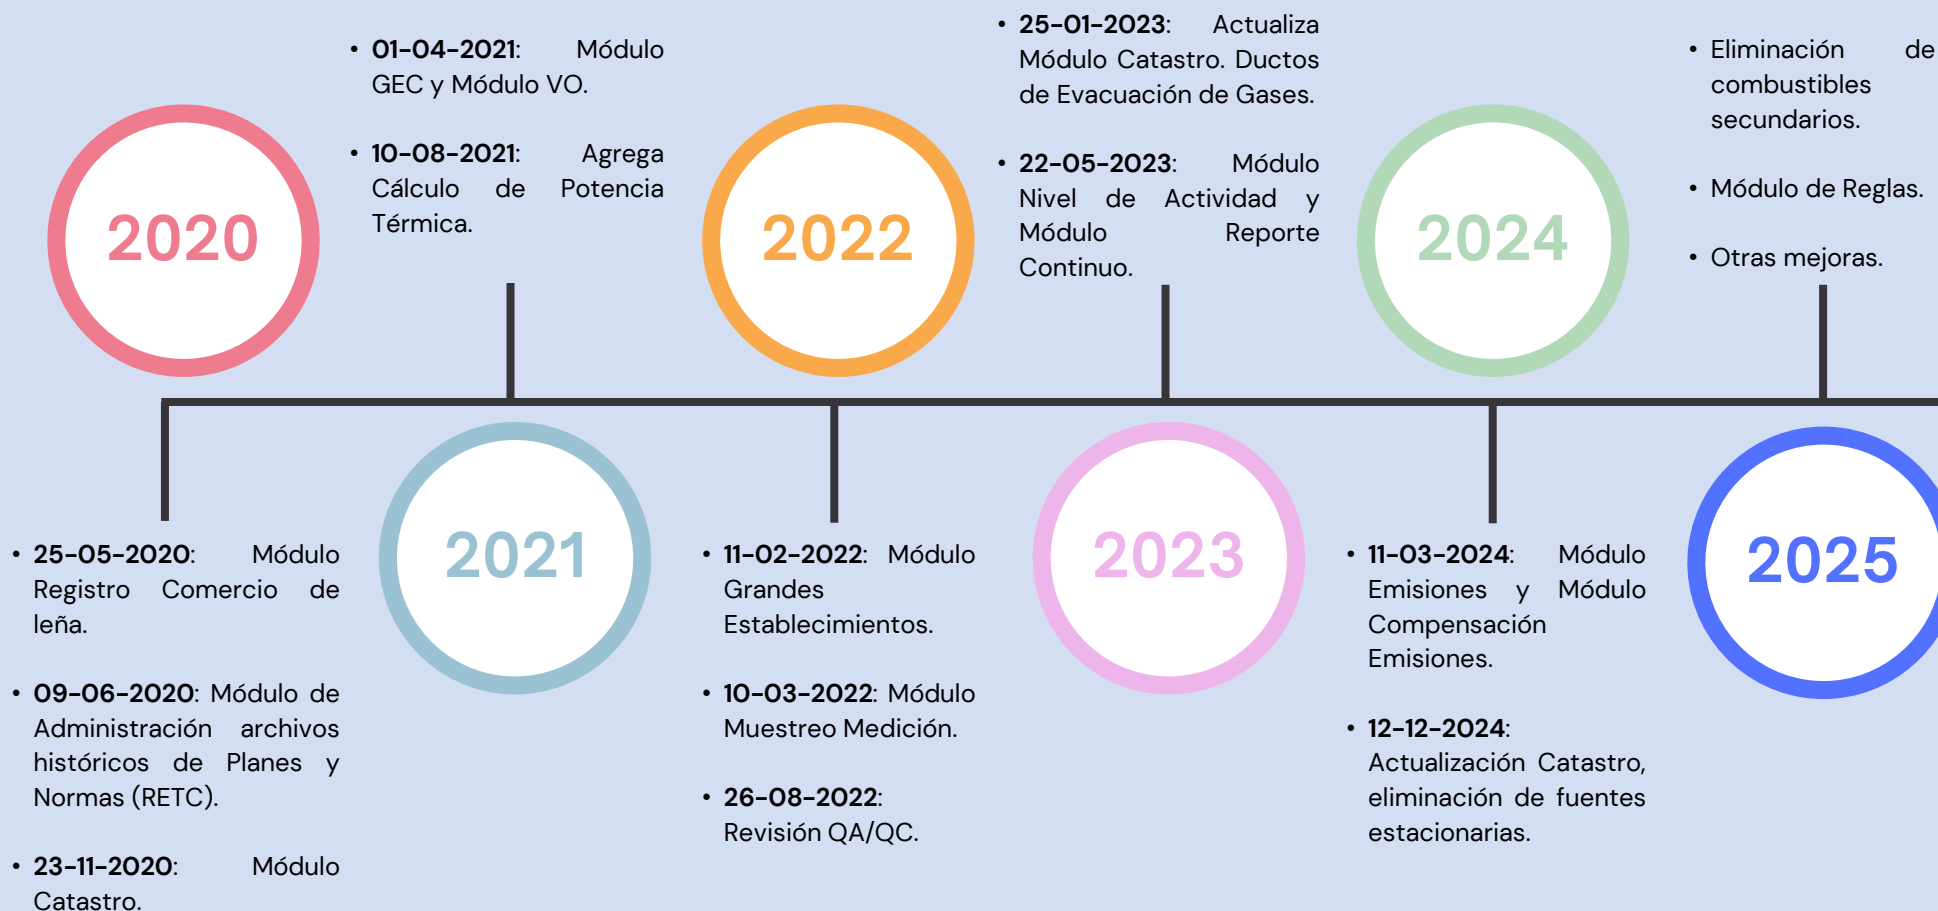 2020
• 25-05-2020: Módulo
Registro Comercio de
leña.
• 09-06-2020: Módulo de
Administración archivos
históricos de Planes y
Normas (RETC).
• 23-11-2020: Módulo
Catastro.
• 01-04-2021: Módulo
GEC y Módulo VO.
• 10-08-2021: Agrega
Cálculo de Potencia
Térmica.
2021
2022
• 11-02-2022: Módulo
Grandes
Establecimientos.
• 10-03-2022: Módulo
Muestreo Medición.
• 26-08-2022:
Revisión QA/QC.
• 25-01-2023: Actualiza
Módulo Catastro. Ductos
de Evacuación de Gases.
• 22-05-2023: Módulo
Nivel de Actividad y
Módulo Reporte
Continuo.
2023
2024
• 11-03-2024: Módulo
Emisiones y Módulo
Compensación
Emisiones.
• 12-12-2024:
Actualización Catastro,
eliminación de fuentes
estacionarias.
• Eliminación de
combustibles
secundarios.
• Módulo de Reglas.
• Otras mejoras.
2025